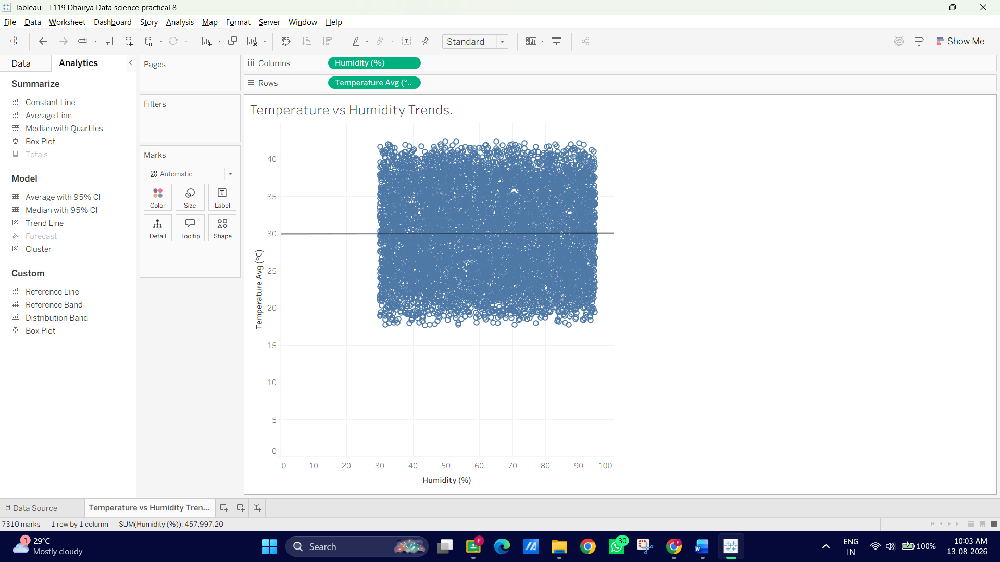 Tableau - T119 Dhairya Data science practical 8
File Data Worksheet Dashboard Story Analysis Map Format Server Window Help
Standard
Show Me
Data
Analytics
Summarize
Constant Line
Average Line
Median with Quartiles
Box Plot
Totals
Model
Average with 95% CI
Median with 95% CI
Trend Line
Forecast
Cluster
Custom
Reference Line
Reference Band
Distribution Band
Box Plot
Pages
Filters
Marks
Automatic
Color Size Label
Detail Tooltip Shape
Columns Humidity (%)
Rows Temperature Avg (°..
Temperature vs Humidity Trends.
Temperature Avg (°C)
40
35
30
25
20
15
10
5
0
0 10 20 30 40 50 60 70 80 90 100
Humidity (%)
Data Source Temperature vs Humidity Tren...
7310 marks 1 row by 1 column SUM(Humidity (%)): 457,997.20
1
29°C
Mostly cloudy
Search
F
30
F
W
ENG
IN
100%
10:03 AM
13-08-2026